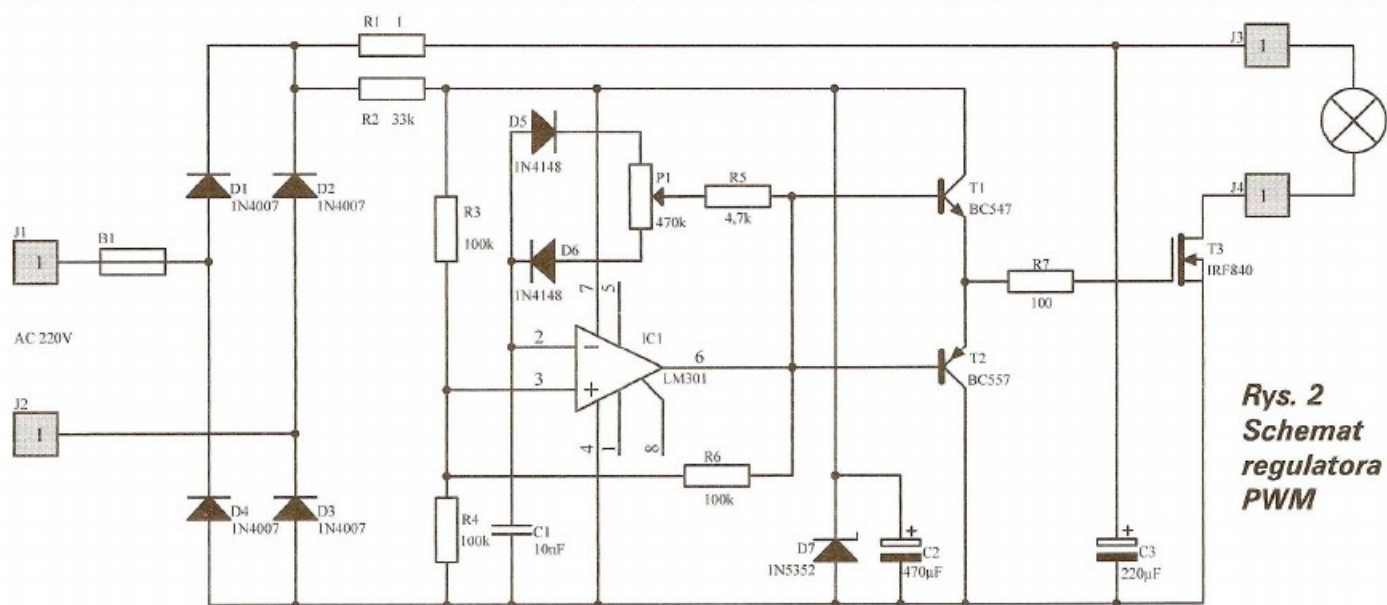 R1 1
J3
1
R2 33k
D5
1N4148
P1
470k
R5
4,7k
T1
BC547
D1
1N4007
D2
1N4007
R3
100k
J4
1
J1
1
B1
D6
1N4148
T3
IRF840
R7
100
7
5
IC1
AC 220V
2
3
6
LM301
T2
BC557
J2
1
4
1
8
R6
100k
D4
1N4007
D3
1N4007
R4
100k
C1
10nF
D7
1N5352
+
C2
470µF
+
C3
220µF
Rys. 2
Schemat
regulatora
PWM